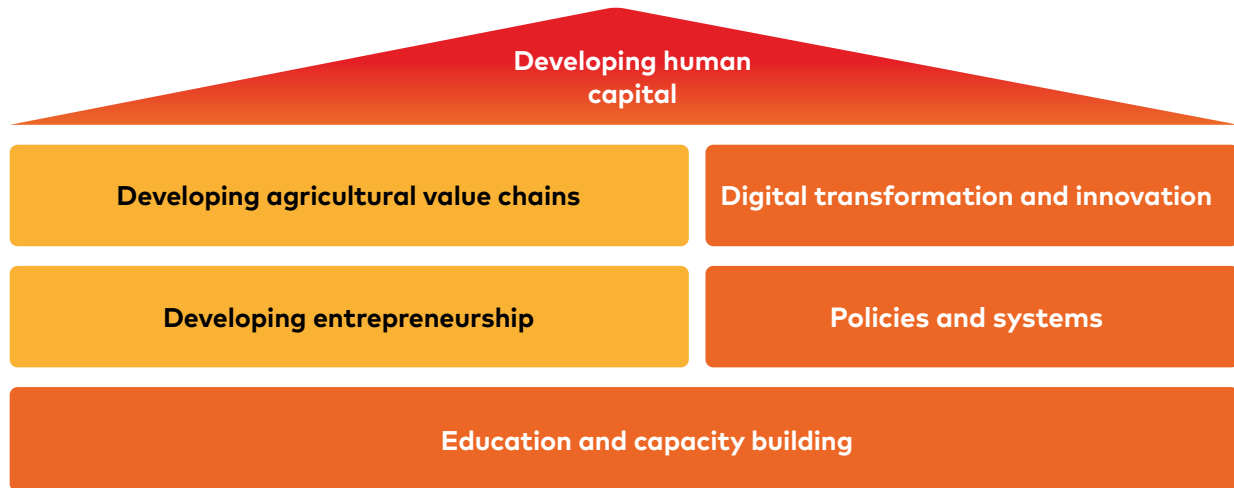 Developing human
capital
Developing agricultural value chains
Digital transformation and innovation
Developing entrepreneurship
Policies and systems
Education and capacity building